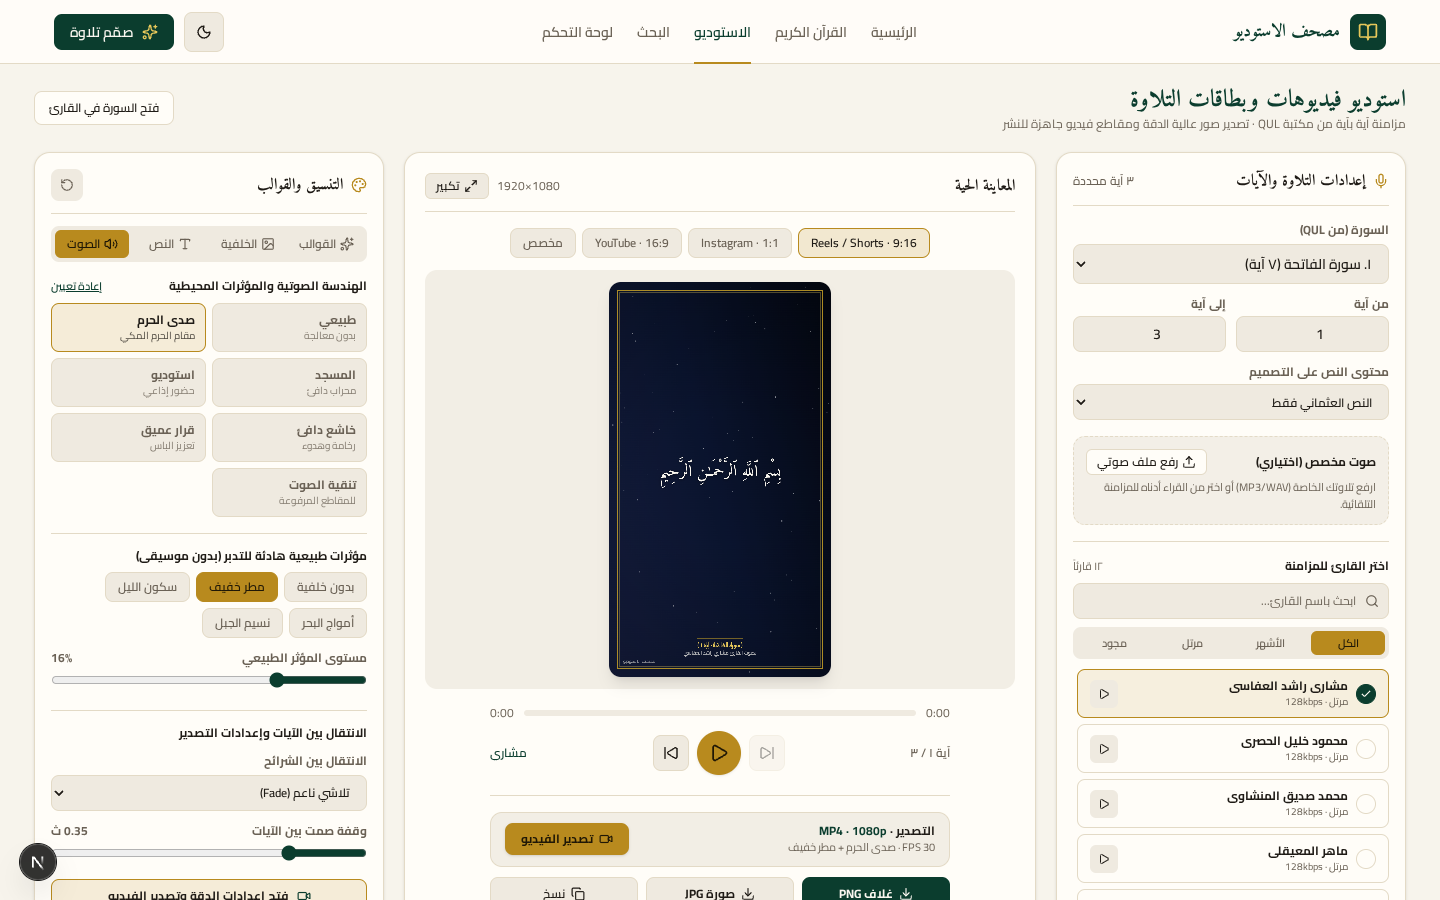 مصحف الاستوديو
الرئيسية
القرآن الكريم
الاستوديو
البحث
لوحة التحكم
صمّم تلاوة
استوديو فيديوهات وبطاقات التلاوة
مزامنة آية بآية من مكتبة QUL · تصدير صور عالية الدقة ومقاطع فيديو جاهزة للنشر
فتح السورة في القارئ
إعدادات التلاوة والآيات
٣ آية محددة
السورة (من QUL)
١. سورة الفاتحة (٧ آية)
من آية
إلى آية
1
3
محتوى النص على التصميم
النص العثماني فقط
صوت مخصص (اختياري)
رفع ملف صوتي
ارفع تلاوتك الخاصة (MP3/WAV) أو اختر من القراء أدناه للمزامنة
التلقائية.
اختر القارئ للمزامنة
١٢ قارئاً
ابحث باسم القارئ...
الكل
الأشهر
مرتل
مجود
مشاري راشد العفاسي
مرتل · 128kbps
محمود خليل الحصري
مرتل · 128kbps
محمد صديق المنشاوي
مرتل · 128kbps
ماهر المعيقلي
مرتل · 128kbps
المعاينة الحية
1920×1080
تكبير
Reels / Shorts · 9:16
Instagram · 1:1
YouTube · 16:9
مخصص
بِسْمِ ٱللَّهِ ٱلرَّحْمَـٰنِ ٱلرَّحِيمِ
0:00
0:00
آية ١ / ٣
مشاري
التصدير · MP4 · 1080p
30 FPS · صدى الحرم + مطر خفيف
تصدير الفيديو
غلاف PNG
صورة JPG
نسخ
التنسيق والقوالب
القوالب
الخلفية
النص
الصوت
الهندسة الصوتية والمؤثرات المحيطية
إعادة تعيين
طبيعي
بدون معالجة
صدى الحرم
مقام الحرم المكي
المسجد
محراب دافئ
استوديو
حضور إذاعي
خاشع دافئ
رخامة وهدوء
قرار عميق
تعزيز الباس
تنقية الصوت
للمقاطع المرفوعة
مؤثرات طبيعية هادئة للتدبر (بدون موسيقى)
بدون خلفية
مطر خفيف
سكون الليل
أمواج البحر
نسيم الجبل
مستوى المؤثر الطبيعي
16%
الانتقال بين الآيات وإعدادات التصدير
الانتقال بين الشرائح
تلاشي ناعم (Fade)
وقفة صمت بين الآيات
0.35 ث
فتح إعدادات الدقة وتصدير الفيديو
N